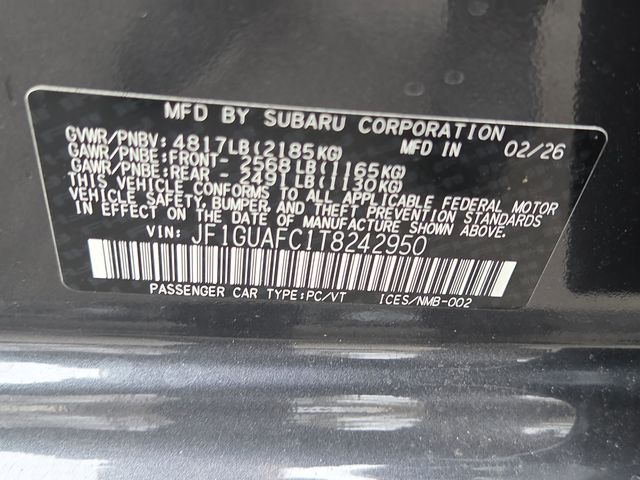 MFD BY SUBARU CORPORATION
GVWR/PNBV: 4817LB(2185KG) MFD IN 02/26
GAWR/PNBE:FRONT- 2568LB(1165KG)
GAWR/PNBE:REAR - 2491LB(1130KG)
THIS VEHICLE CONFORMS TO ALL APPLICABLE FEDERAL MOTOR
VEHICLE SAFETY, BUMPER, AND THEFT PREVENTION STANDARDS
IN EFFECT ON THE DATE OF MANUFACTURE SHOWN ABOVE.
VIN: JF1GUAFC1T8242950
PASSENGER CAR TYPE:PC/VT ICES/NMB-002